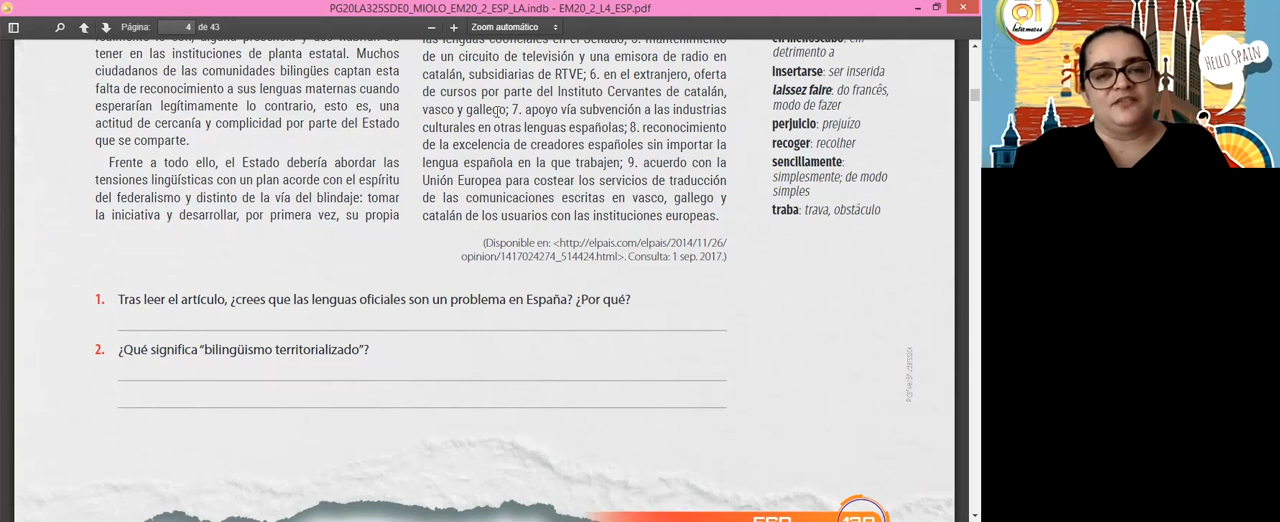 PG20LA325SDE0_MIOLO_EM20_2_ESP_LA.indb - EM20_2_L4_ESP.pdf
Página: 4 de 43
Zoom automático
tener en las instituciones de planta estatal. Muchos
ciudadanos de las comunidades bilingües captan esta
falta de reconocimiento a sus lenguas maternas cuando
esperarían legítimamente lo contrario, esto es, una
actitud de cercanía y complicidad por parte del Estado
que se comparte.
Frente a todo ello, el Estado debería abordar las
tensiones lingüísticas con un plan acorde con el espíritu
del federalismo y distinto de la vía del blindaje: tomar
la iniciativa y desarrollar, por primera vez, su propia
de un circuito de televisión y una emisora de radio en
catalán, subsidiarias de RTVE; 6. en el extranjero, oferta
de cursos por parte del Instituto Cervantes de catalán,
vasco y gallego; 7. apoyo vía subvención a las industrias
culturales en otras lenguas españolas; 8. reconocimiento
de la excelencia de creadores españoles sin importar la
lengua española en la que trabajen; 9. acuerdo con la
Unión Europea para costear los servicios de traducción
de las comunicaciones escritas en vasco, gallego y
catalán de los usuarios con las instituciones europeas.
(Disponible en: <http://elpais.com/elpais/2014/11/26/
opinion/1417024274_514424.html>. Consulta: 1 sep. 2017.)
detrimento a
insertarse: ser inserida
laissez faire: do francês,
modo de fazer
perjuicio: prejuízo
recoger: recolher
sencillamente:
simplesmente; de modo
simples
traba: trava, obstáculo
1. Tras leer el artículo, ¿crees que las lenguas oficiales son un problema en España? ¿Por qué?
2. ¿Qué significa “bilingüismo territorializado”?
HELLO SPAIN